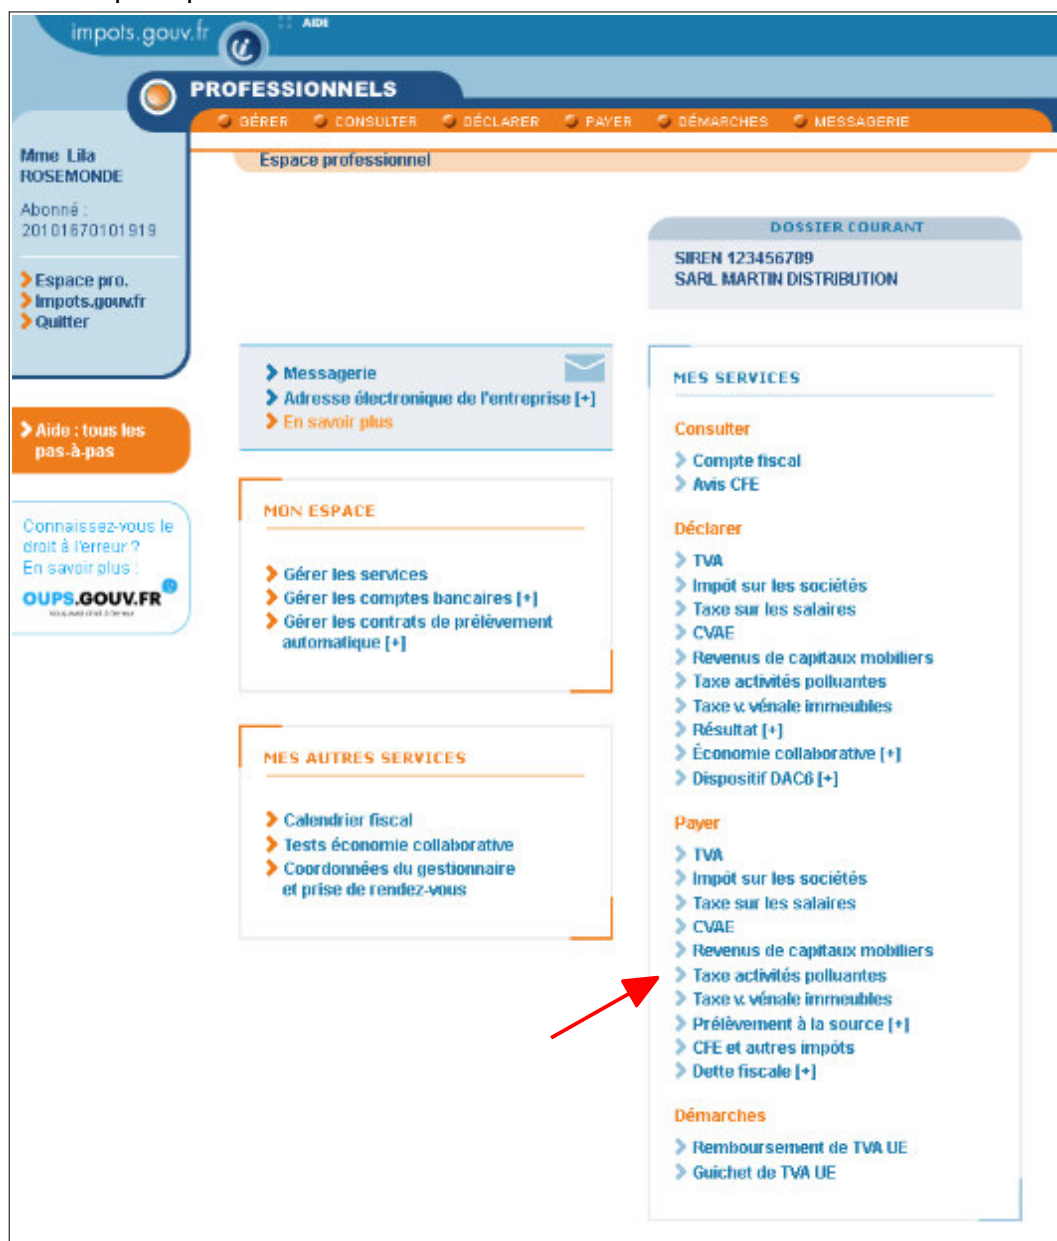 impots.gouv.fr
AIDE
PROFESSIONNELS
GÉRER CONSULTER DÉCLARER PAYER DÉMARCHES MESSAGERIE
Mme Lila
ROSEMONDE
Abonné :
20101670101919
Espace pro.
Impots.gouv.fr
Quitter
Aide : tous les
pas-à-pas
Connaissez-vous le
droit à l'erreur ?
En savoir plus :
OUPS.GOUV.FR
Espace professionnel
DOSSIER COURANT
SIREN 123456789
SARL MARTIN DISTRIBUTION
Messagerie
Adresse électronique de l'entreprise [+]
En savoir plus
MON ESPACE
Gérer les services
Gérer les comptes bancaires [+]
Gérer les contrats de prélèvement
automatique [+]
MES AUTRES SERVICES
Calendrier fiscal
Tests économie collaborative
Coordonnées du gestionnaire
et prise de rendez-vous
MES SERVICES
Consulter
Compte fiscal
Avis CFE
Déclarer
TVA
Impôt sur les sociétés
Taxe sur les salaires
CVAE
Revenus de capitaux mobiliers
Taxe activités polluantes
Taxe v. vénale immeubles
Résultat [+]
Économie collaborative [+]
Dispositif DAC6 [+]
Payer
TVA
Impôt sur les sociétés
Taxe sur les salaires
CVAE
Revenus de capitaux mobiliers
Taxe activités polluantes
Taxe v. vénale immeubles
Prélèvement à la source [+]
CFE et autres impôts
Dette fiscale [+]
Démarches
Remboursement de TVA UE
Guichet de TVA UE